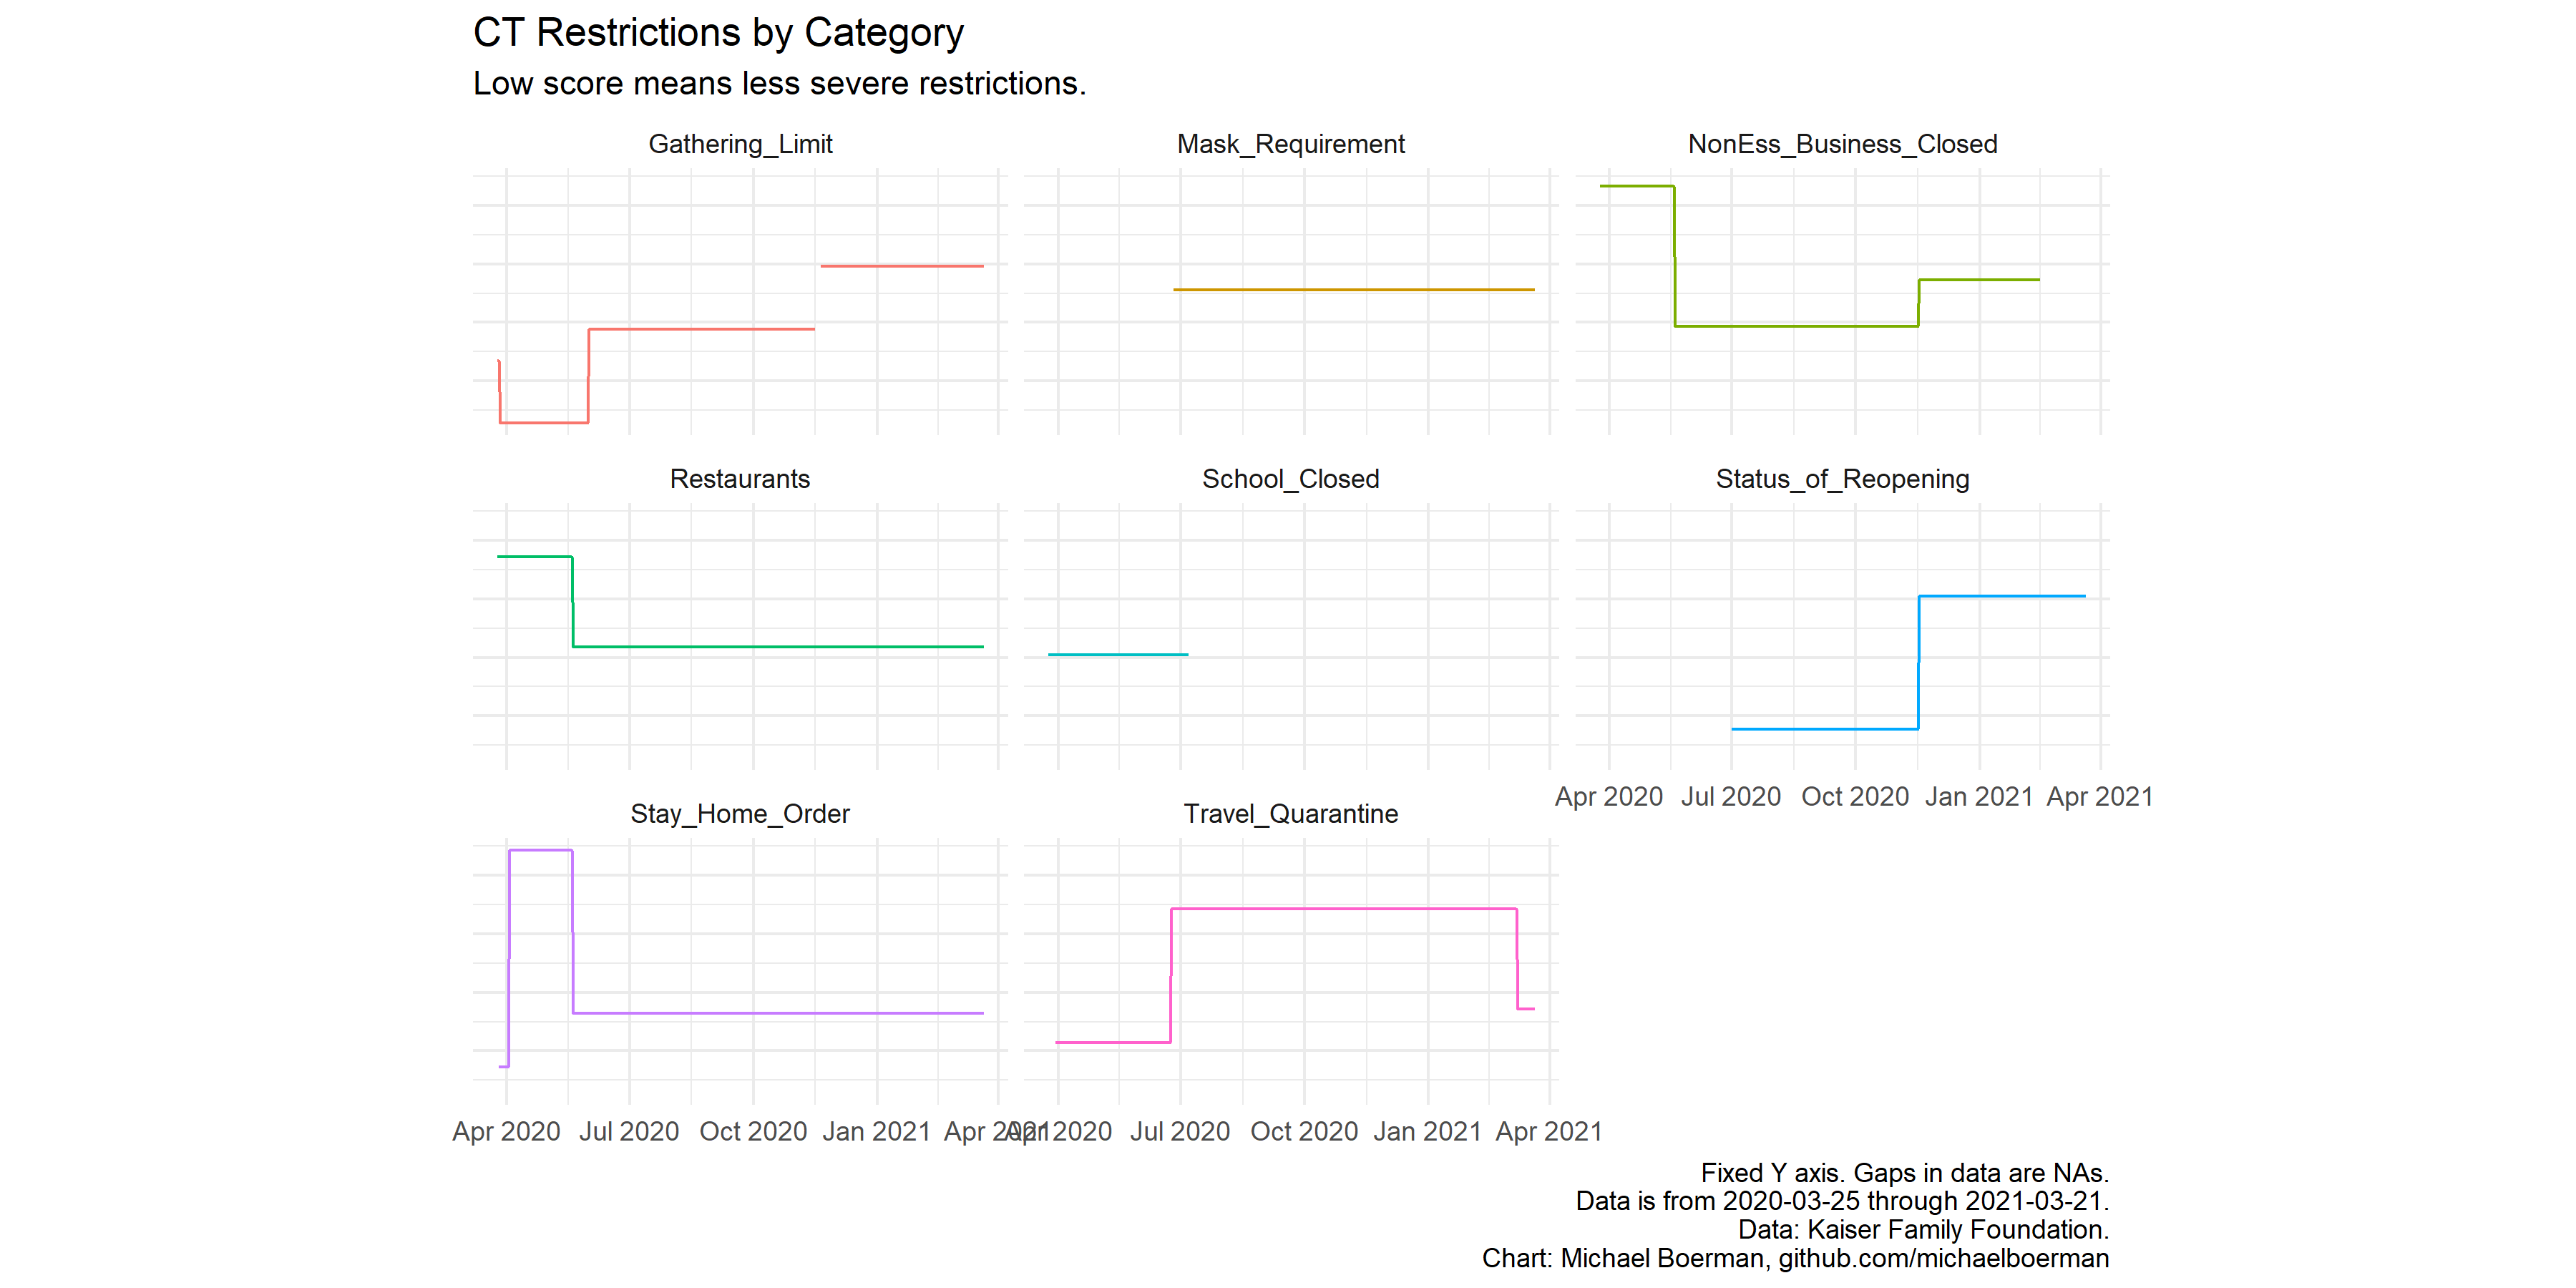 CT Restrictions by Category
Low score means less severe restrictions.
Gathering_Limit
Mask_Requirement
NonEss_Business_Closed
Restaurants
School_Closed
Status_of_Reopening
Apr 2020 Jul 2020 Oct 2020 Jan 2021 Apr 2021
Stay_Home_Order
Travel_Quarantine
Apr 2020 Jul 2020 Oct 2020 Jan 2021 Apr 2021
Apr 2020 Jul 2020 Oct 2020 Jan 2021 Apr 2021
Fixed Y axis. Gaps in data are NAs.
Data is from 2020-03-25 through 2021-03-21.
Data: Kaiser Family Foundation.
Chart: Michael Boerman, github.com/michaelboerman